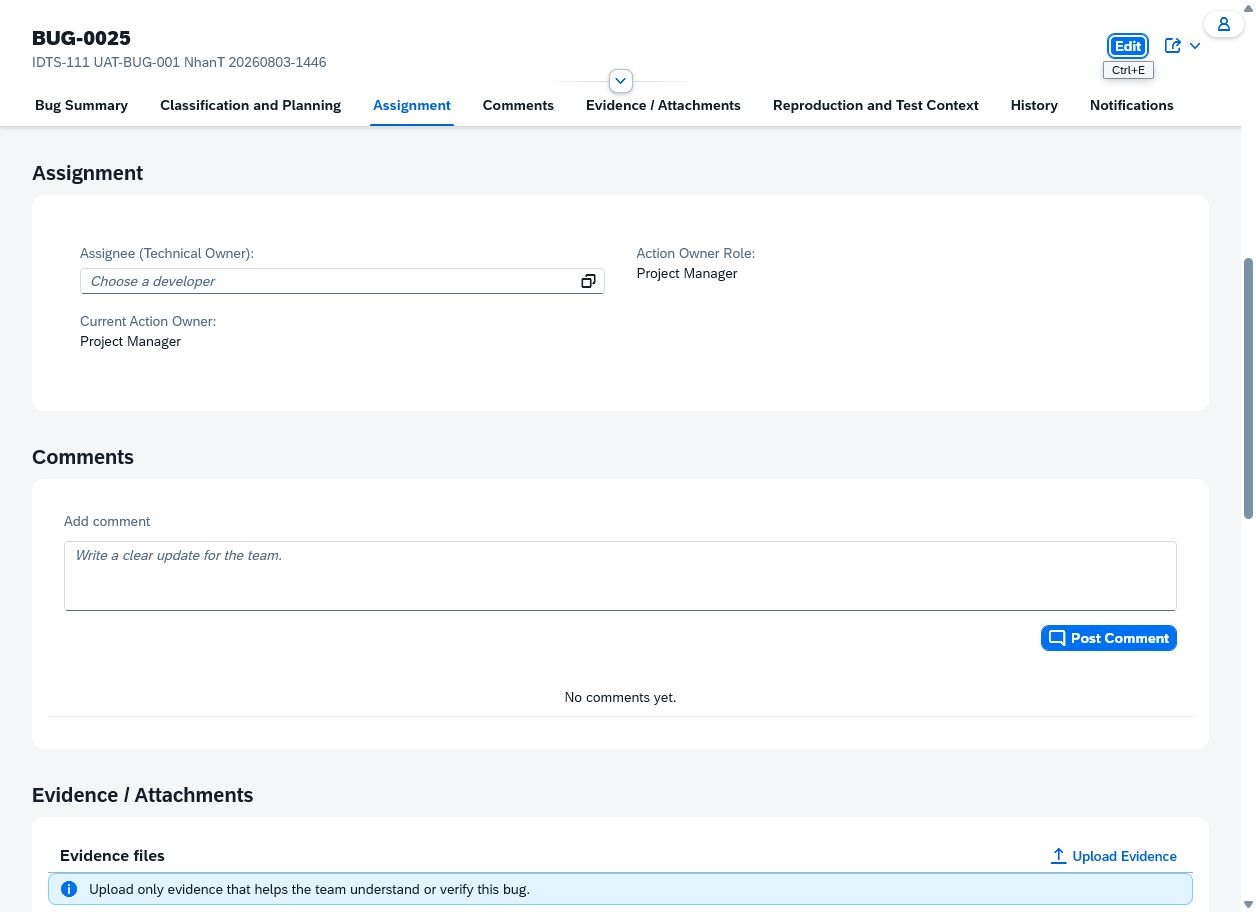 BUG-0025
IDTS-111 UAT-BUG-001 NhanT 20260803-1446
Edit
Ctrl+E
Bug Summary
Classification and Planning
Assignment
Comments
Evidence / Attachments
Reproduction and Test Context
History
Notifications
Assignment
Assignee (Technical Owner):
Choose a developer
Action Owner Role:
Project Manager
Current Action Owner:
Project Manager
Comments
Add comment
Write a clear update for the team.
Post Comment
No comments yet.
Evidence / Attachments
Evidence files
Upload Evidence
Upload only evidence that helps the team understand or verify this bug.